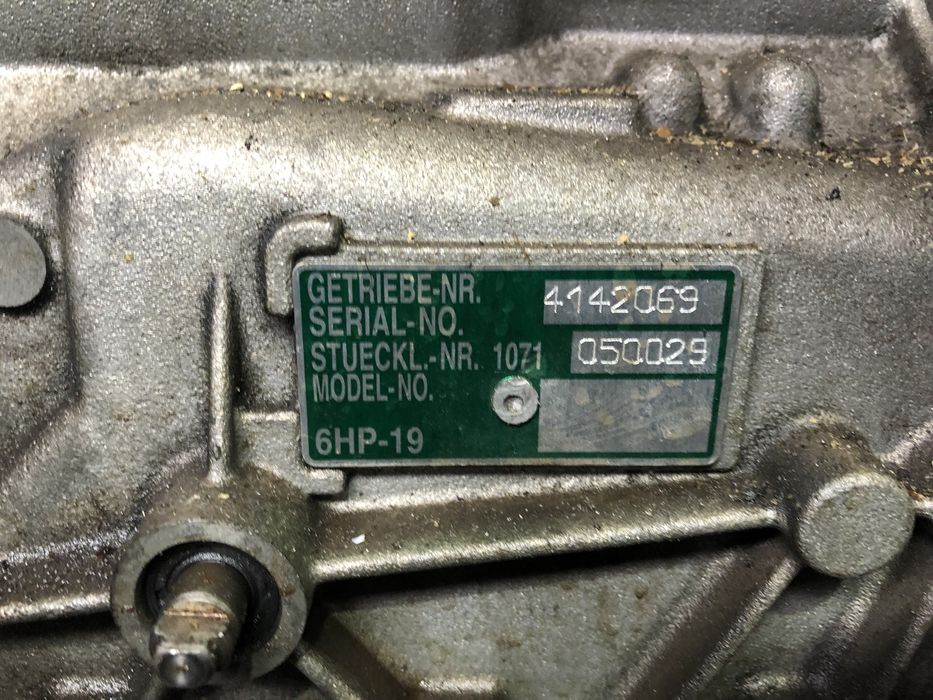 GETRIEBE-NR. 4142069
SERIAL-NO.
STUECKL.-NR. 1071 050029
MODEL-NO.
6HP-19